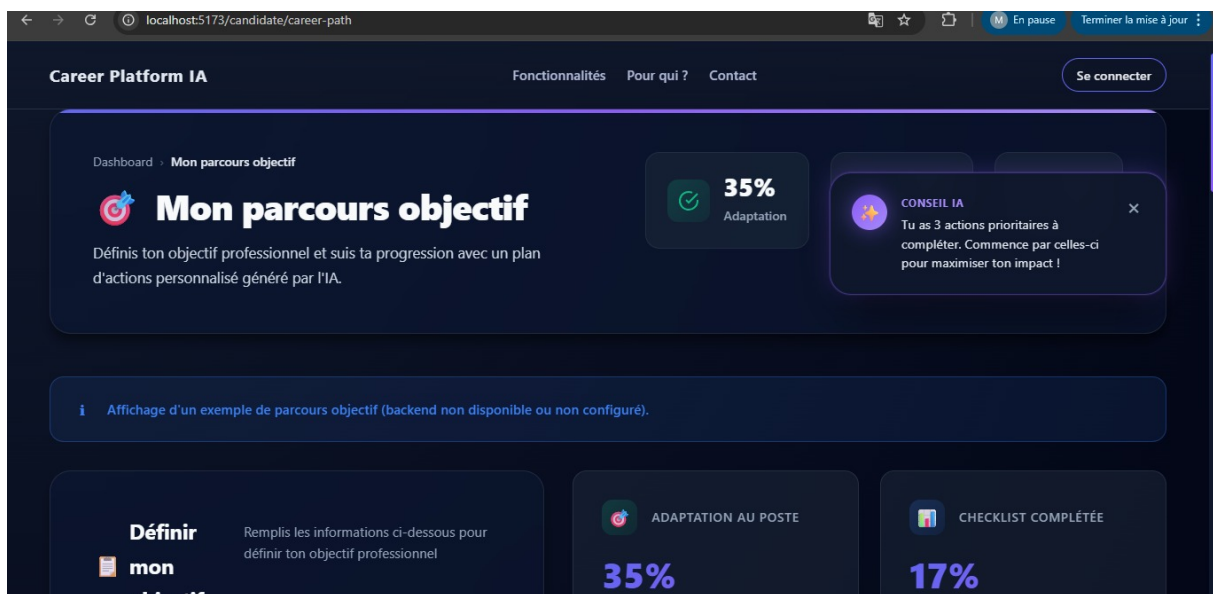 localhost:5173/candidate/career-path
M En pause
Terminer la mise à jour
Career Platform IA
Fonctionnalités Pour qui ? Contact
Se connecter
Dashboard › Mon parcours objectif
Mon parcours objectif
Définis ton objectif professionnel et suis ta progression avec un plan
d'actions personnalisé généré par l'IA.
35%
Adaptation
CONSEIL IA
Tu as 3 actions prioritaires à
compléter. Commence par celles-ci
pour maximiser ton impact !
i Affichage d'un exemple de parcours objectif (backend non disponible ou non configuré).
Définir
mon
Remplis les informations ci-dessous pour
définir ton objectif professionnel
ADAPTATION AU POSTE
35%
CHECKLIST COMPLÉTÉE
17%